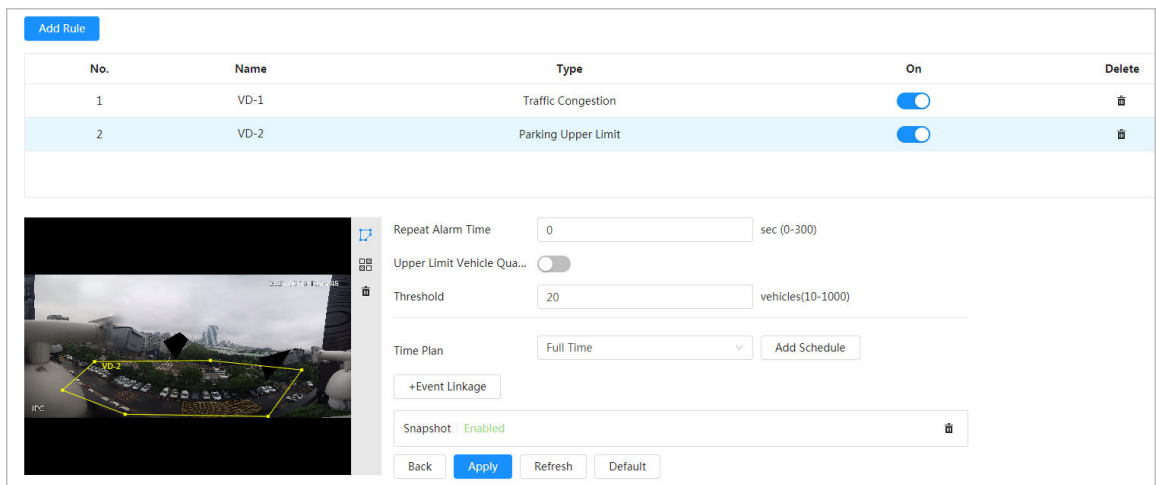 Add Rule
No. Name Type On Delete
1 VD-1 Traffic Congestion
2 VD-2 Parking Upper Limit
Repeat Alarm Time 0 sec (0-300)
Upper Limit Vehicle Qua...
Threshold 20 vehicles(10-1000)
Time Plan Full Time Add Schedule
VD-2
+Event Linkage
IPC
Snapshot Enabled
Back Apply Refresh Default